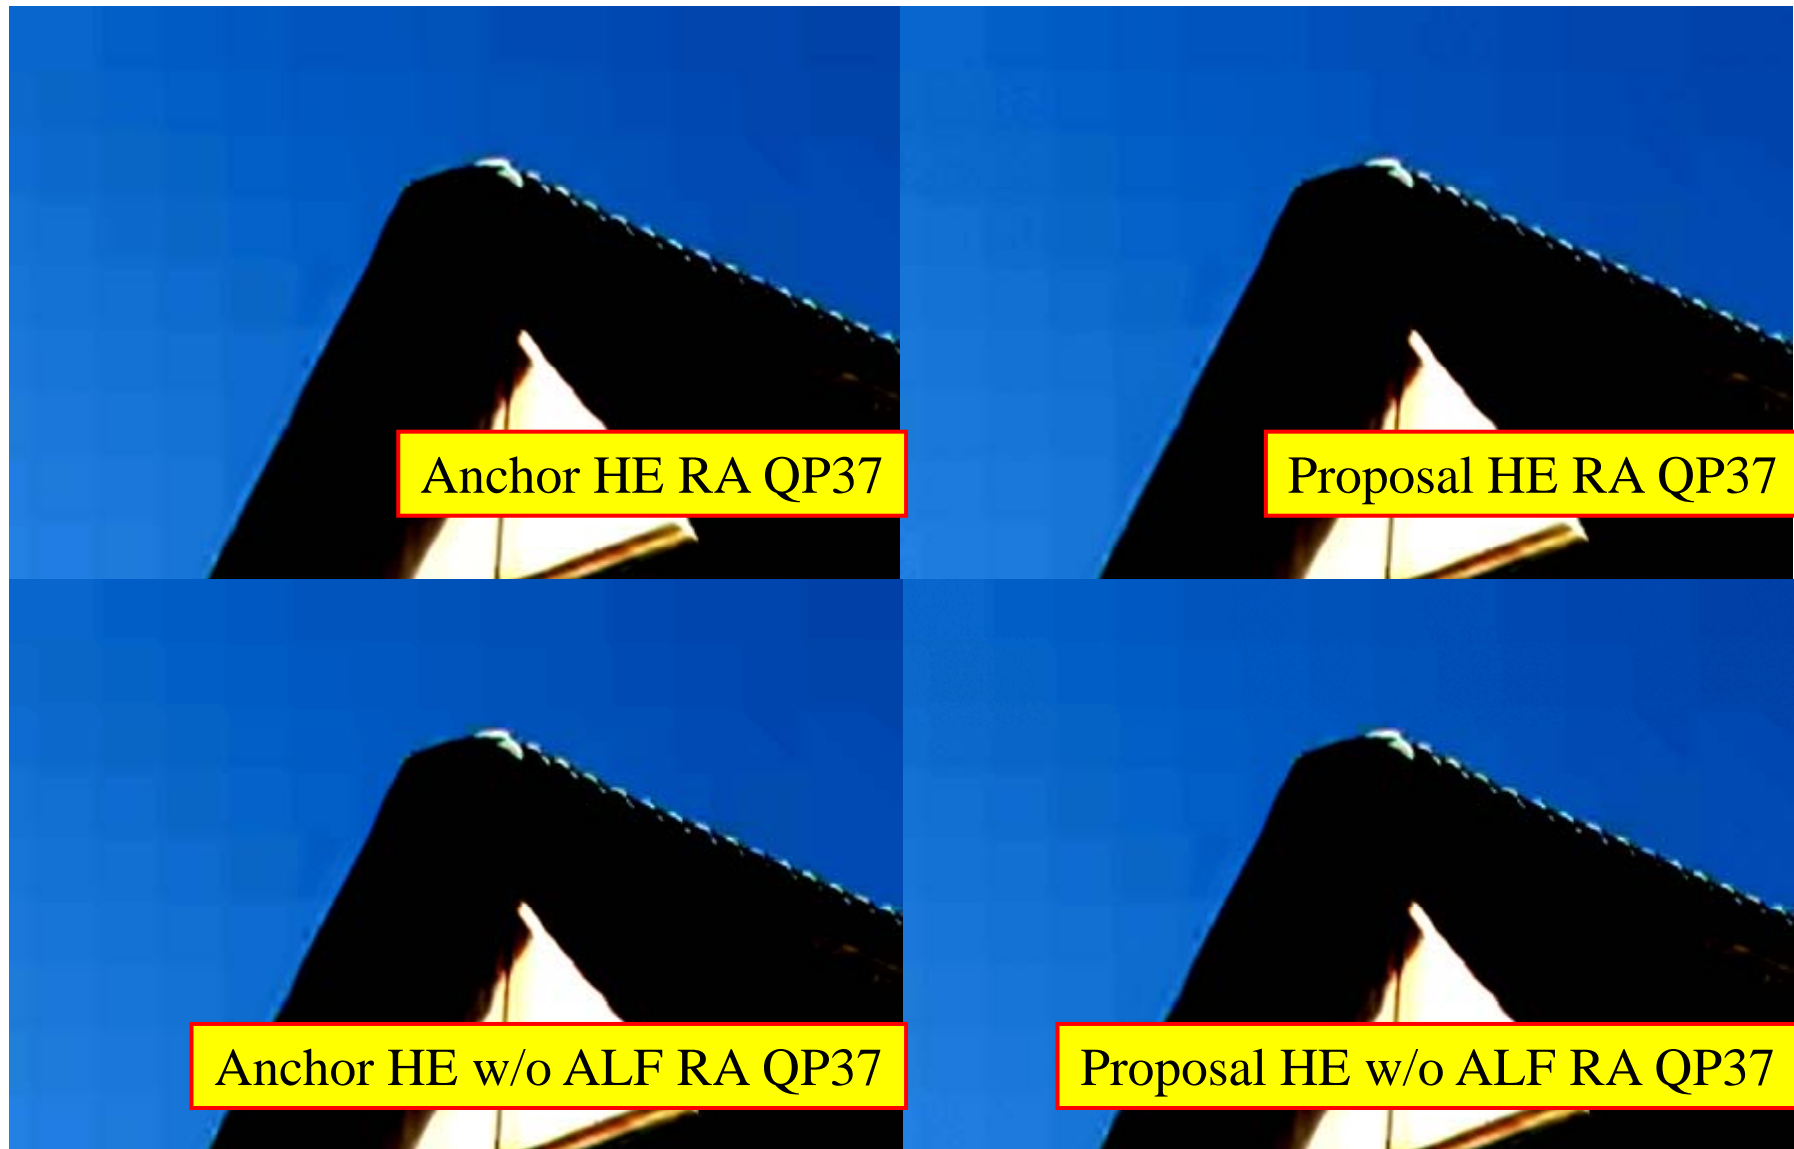 Anchor HE RA QP37
Proposal HE RA QP37
Anchor HE w/o ALF RA QP37
Proposal HE w/o ALF RA QP37